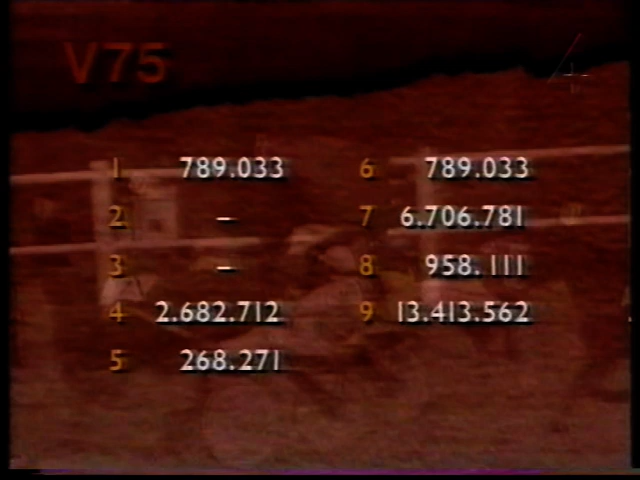 V75
1 789.033 6 789.033
2 – 7 6.706.781
3 – 8 958.111
4 2.682.712 9 13.413.562
5 268.271